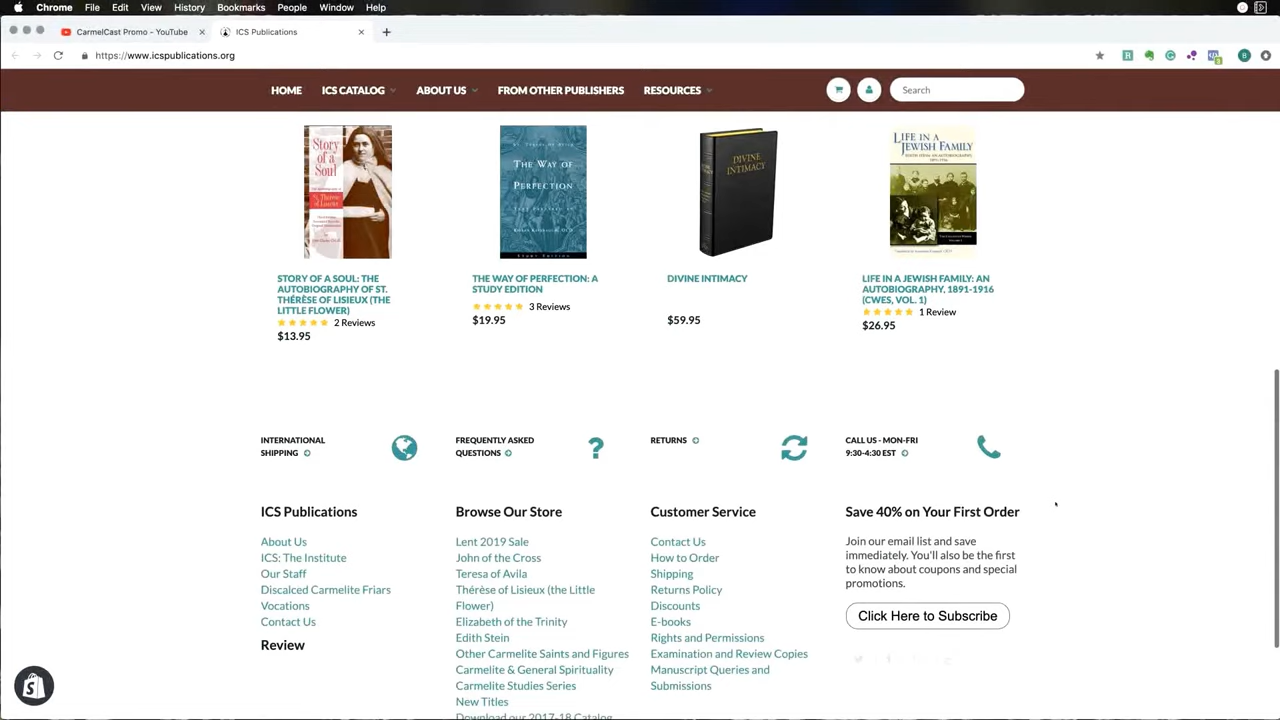 Chrome File Edit View History Bookmarks People Window Help
CarmelCast Promo - YouTube
ICS Publications
https://www.icspublications.org
HOME ICS CATALOG ABOUT US FROM OTHER PUBLISHERS RESOURCES Search
Story of a Soul
THE WAY OF
PERFECTION
DIVINE
INTIMACY
LIFE IN A
JEWISH FAMILY
STORY OF A SOUL: THE
AUTOBIOGRAPHY OF ST.
THÉRÈSE OF LISIEUX (THE
LITTLE FLOWER)
2 Reviews
$13.95
THE WAY OF PERFECTION: A
STUDY EDITION
3 Reviews
$19.95
DIVINE INTIMACY
$59.95
LIFE IN A JEWISH FAMILY: AN
AUTOBIOGRAPHY, 1891-1916
(CWES, VOL. 1)
1 Review
$26.95
INTERNATIONAL
SHIPPING
FREQUENTLY ASKED
QUESTIONS
?
RETURNS
CALL US - MON-FRI
9:30-4:30 EST
ICS Publications
About Us
ICS: The Institute
Our Staff
Discalced Carmelite Friars
Vocations
Contact Us
Review
Browse Our Store
Lent 2019 Sale
John of the Cross
Teresa of Avila
Thérèse of Lisieux (the Little
Flower)
Elizabeth of the Trinity
Edith Stein
Other Carmelite Saints and Figures
Carmelite & General Spirituality
Carmelite Studies Series
New Titles
Download our 2017-18 Catalog
Customer Service
Contact Us
How to Order
Shipping
Returns Policy
Discounts
E-books
Rights and Permissions
Examination and Review Copies
Manuscript Queries and
Submissions
Save 40% on Your First Order
Join our email list and save
immediately. You'll also be the first
to know about coupons and special
promotions.
Click Here to Subscribe